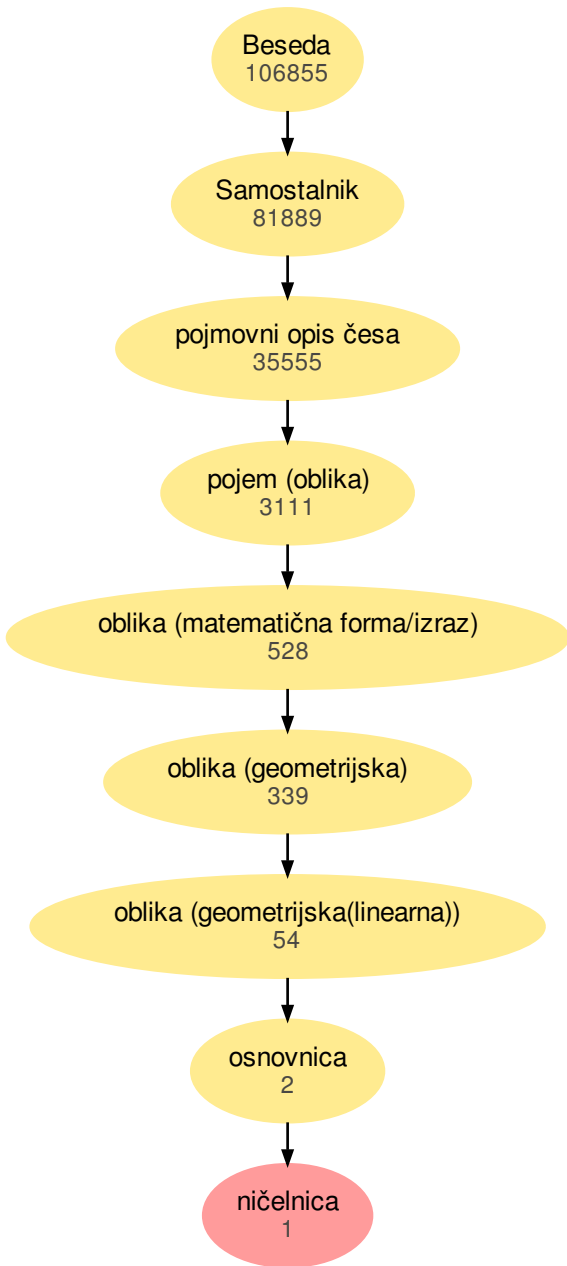 Beseda
106855
Samostalnik
81889
pojmovni opis česa
35555
pojem (oblika)
3111
oblika (matematična forma/izraz)
528
oblika (geometrijska)
339
oblika (geometrijska(linearna))
54
osnovnica
2
ničelnica
1